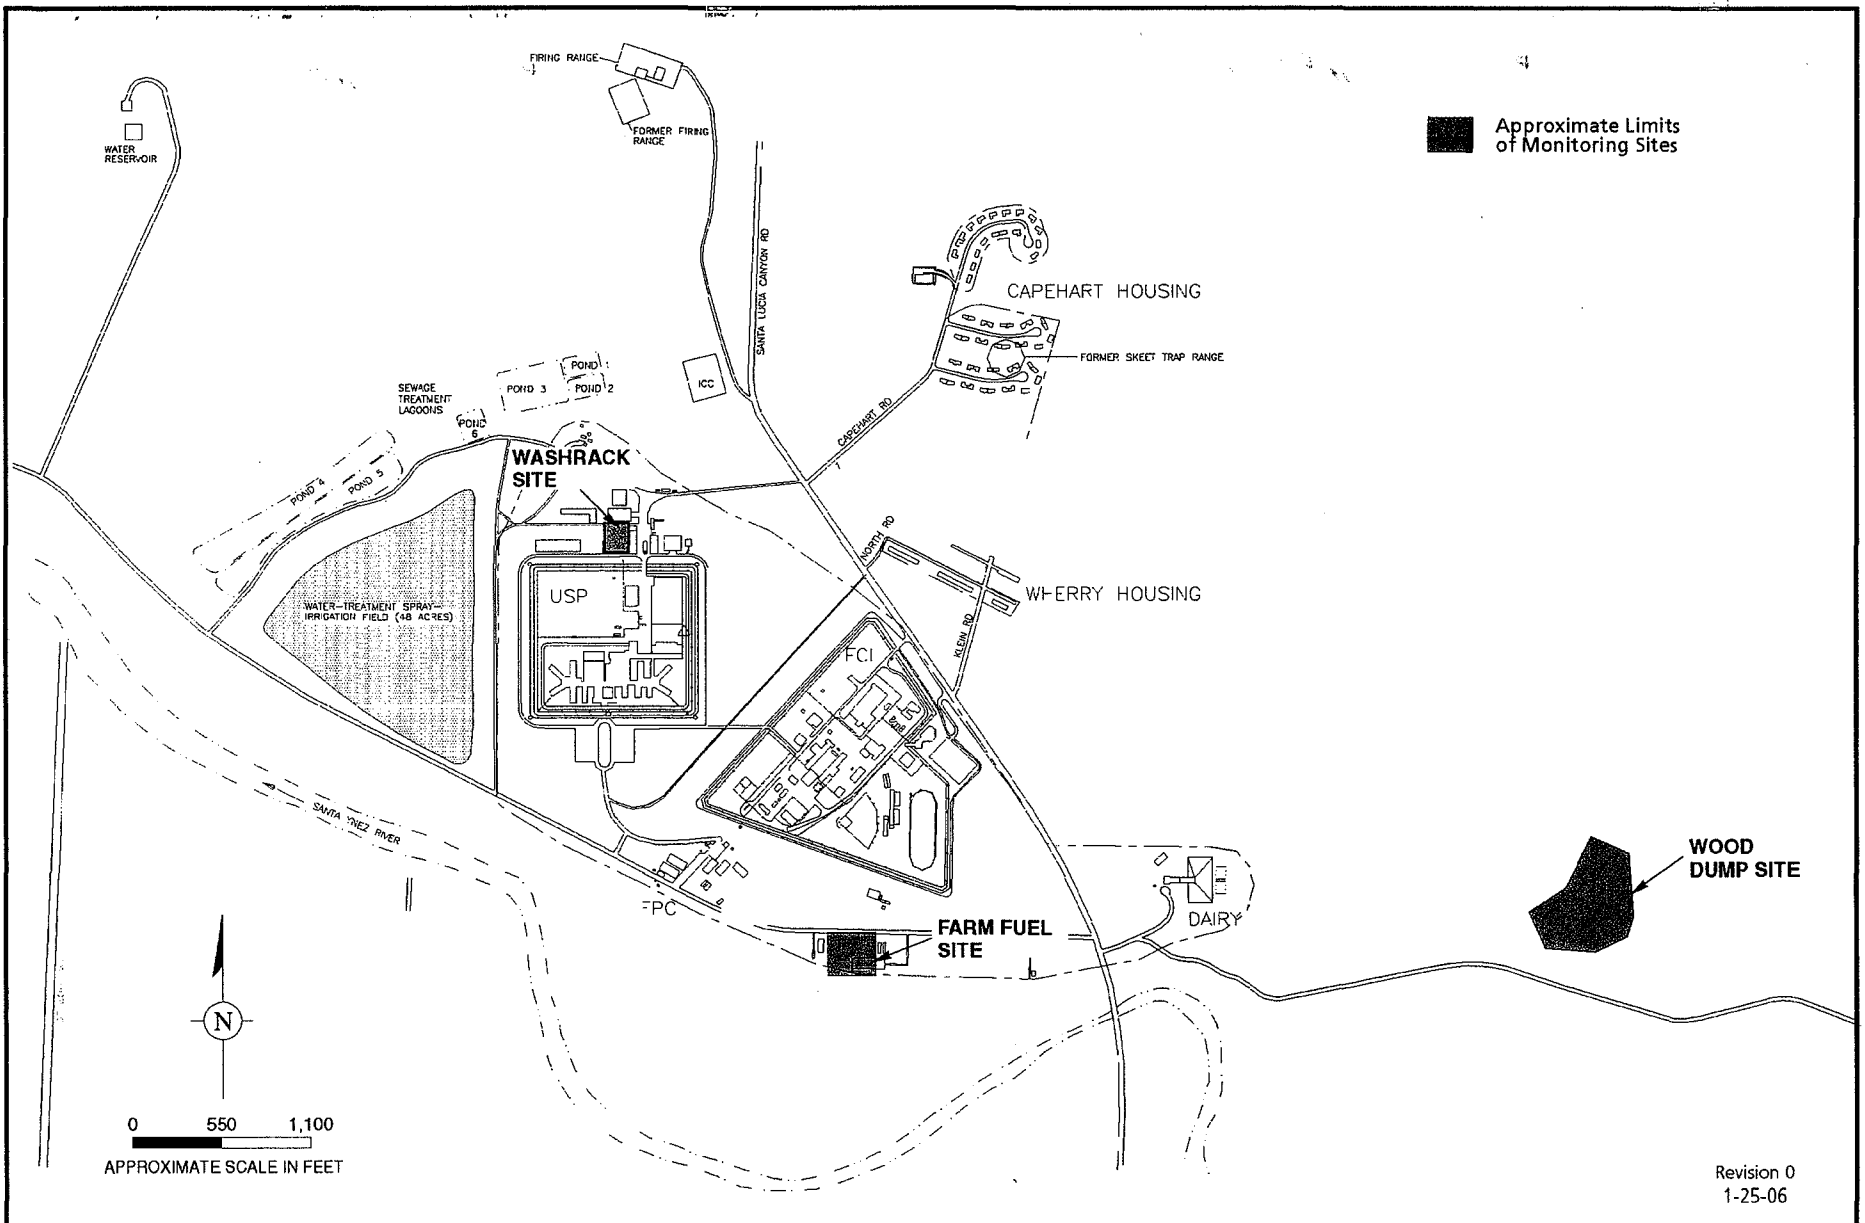 FIRING RANGE
FORMER FIRING
RANGE
WATER
RESERVOIR
Approximate Limits
of Monitoring Sites
SANTA LUCIA CANYON RD
CAPEHART HOUSING
FORMER SKEET TRAP RANGE
ICC
CAPEHART RD
SEWAGE
TREATMENT
LAGOONS
POND 1
POND 3
POND 2
POND
6
POND 4
POND 5
WASHRACK
SITE
NORTH RD
WHERRY HOUSING
KLEIN RD
USP
WATER-TREATMENT SPRAY-
IRRIGATION FIELD (48 ACRES)
FCI
SANTA YNEZ RIVER
WOOD
DUMP SITE
FPC
DAIRY
FARM FUEL
SITE
N
0 550 1,100
APPROXIMATE SCALE IN FEET
Revision 0
1-25-06